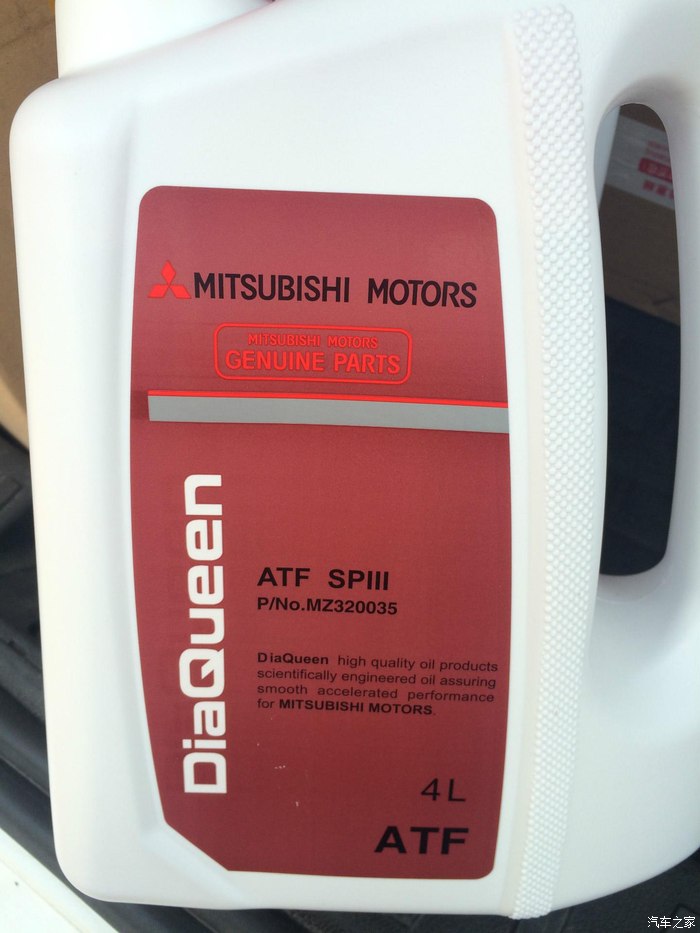 MITSUBISHI MOTORS
MITSUBISHI MOTORS
GENUINE PARTS
DiaQueen
ATF SPIII
P/No.MZ320035
DiaQueen high quality oil products
scientifically engineered oil assuring
smooth accelerated performance
for MITSUBISHI MOTORS.
4L
ATF
汽车之家